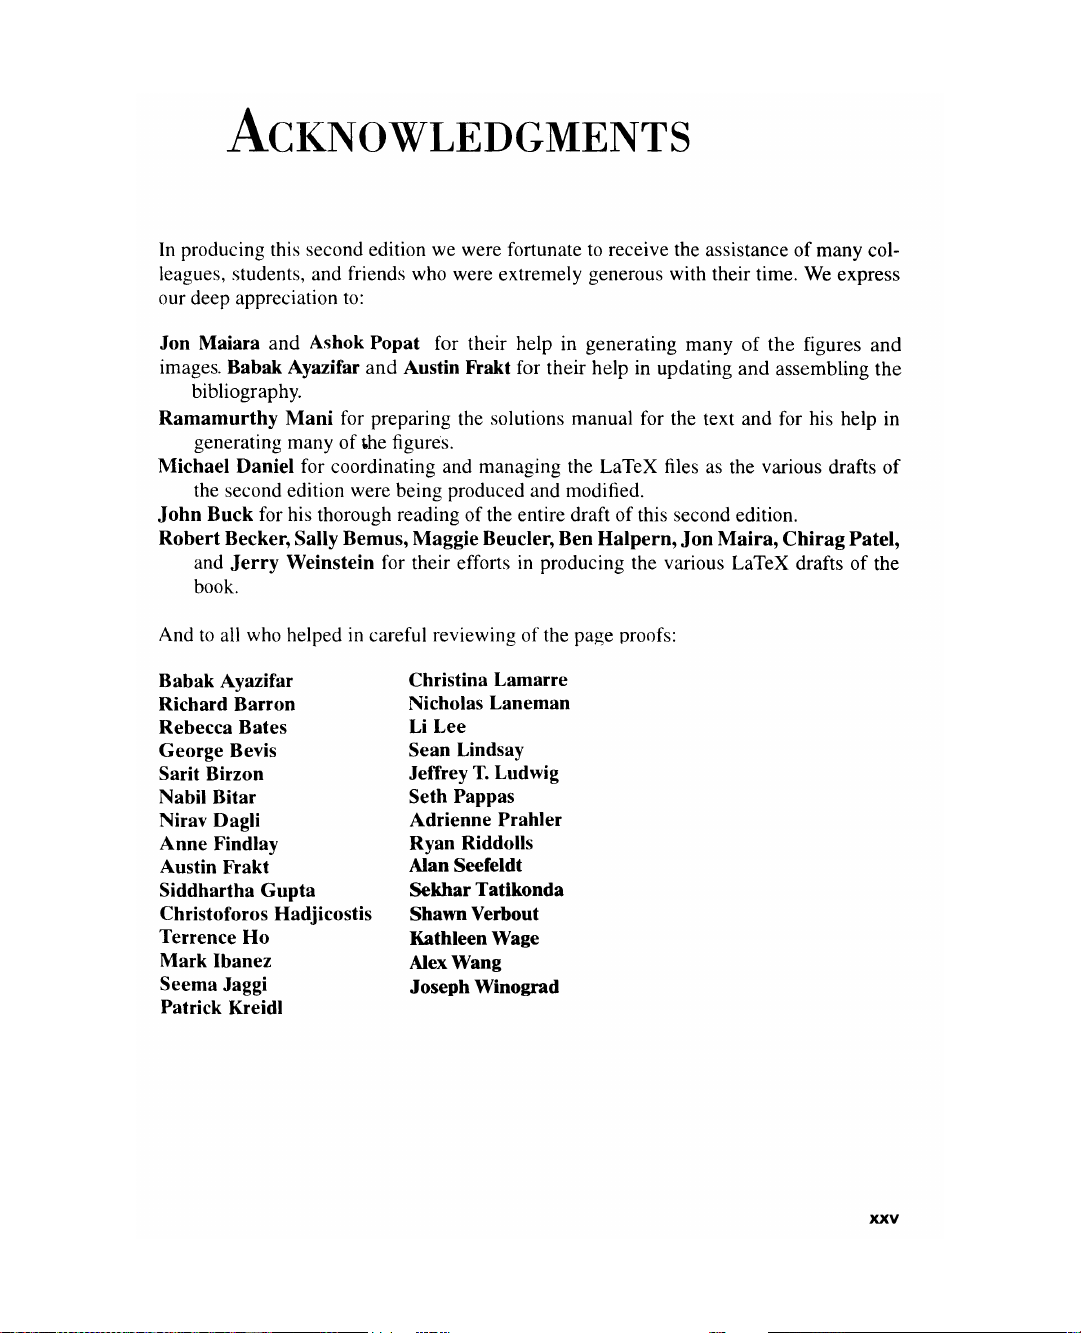 ACKNOWLEDGMENTS
In producing this second edition we were fortunate to receive the assistance of many col-
leagues, students, and friends who were extremely generous with their time. We express
our deep appreciation to:
Jon Maiara and Ashok Popat for their help in generating many of the figures and
images. Babak Ayazifar and Austin Frakt for their help in updating and assembling the
bibliography.
Ramamurthy Mani for preparing the solutions manual for the text and for his help in
generating many of the figures.
Michael Daniel for coordinating and managing the LaTeX files as the various drafts of
the second edition were being produced and modified.
John Buck for his thorough reading of the entire draft of this second edition.
Robert Becker, Sally Bemus, Maggie Beucler, Ben Halpern, Jon Maira, Chirag Patel,
and Jerry Weinstein for their efforts in producing the various LaTeX drafts of the
book.
And to all who helped in careful reviewing of the page proofs:
Babak Ayazifar
Richard Barron
Rebecca Bates
George Bevis
Sarit Birzon
Nabil Bitar
Nirav Dagli
Anne Findlay
Austin Frakt
Siddhartha Gupta
Christoforos Hadjicostis
Terrence Ho
Mark Ibanez
Seema Jaggi
Patrick Kreidl
Christina Lamarre
Nicholas Laneman
Li Lee
Sean Lindsay
Jeffrey T. Ludwig
Seth Pappas
Adrienne Prahler
Ryan Riddolls
Alan Seefeldt
Sekhar Tatikonda
Shawn Verbout
Kathleen Wage
Alex Wang
Joseph Winograd
xxv